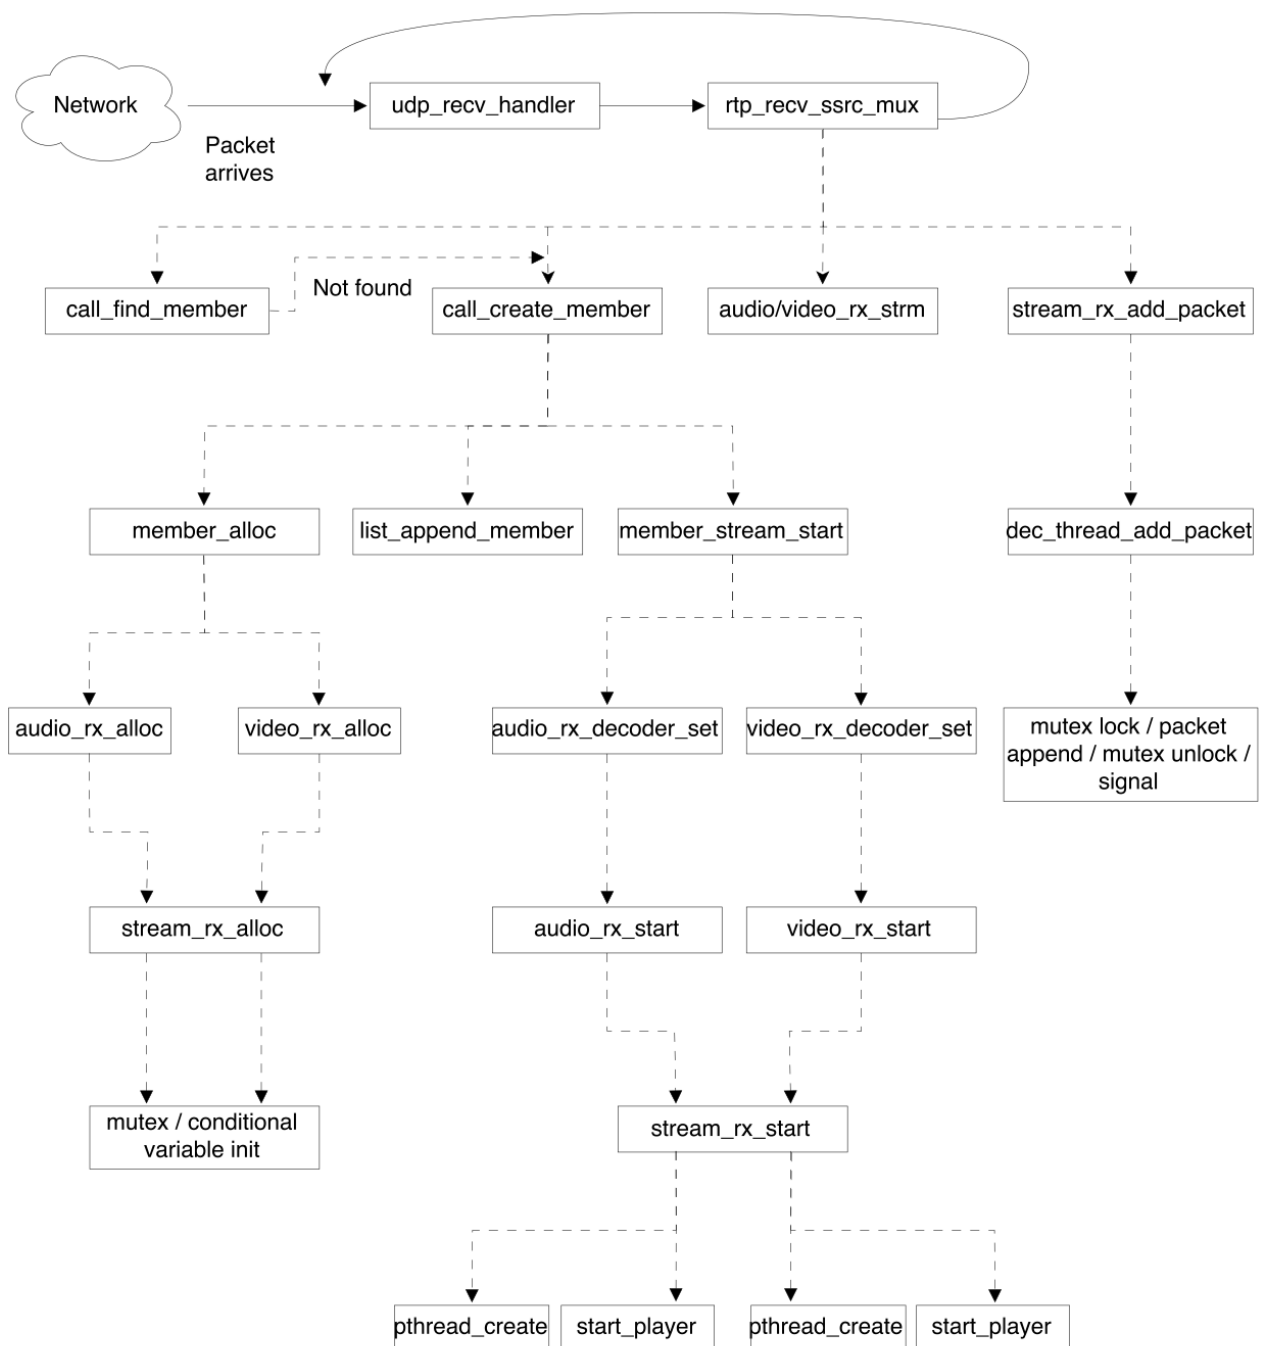 Network
udp_recv_handler
rtp_recv_ssrc_mux
Packet
arrives
call_find_member
Not found
call_create_member
audio/video_rx_strm
stream_rx_add_packet
member_alloc
list_append_member
member_stream_start
dec_thread_add_packet
audio_rx_alloc
video_rx_alloc
audio_rx_decoder_set
video_rx_decoder_set
mutex lock / packet
append / mutex unlock /
signal
stream_rx_alloc
audio_rx_start
video_rx_start
mutex / conditional
variable init
stream_rx_start
pthread_create
start_player
pthread_create
start_player